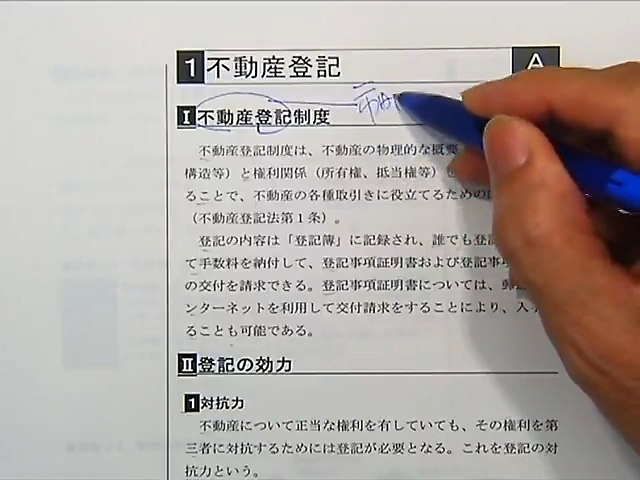 1 不動産登記 A
I 不動産登記制度
不動産登記制度は、不動産の物理的な概要
構造等)と権利関係(所有権、抵当権等)
ることで、不動産の各種取引きに役立てるための
(不動産登記法第1条)。
登記の内容は「登記簿」に記録され、誰でも登記
て手数料を納付して、登記事項証明書および登記事
の交付を請求できる。登記事項証明書については、郵
ンターネットを利用して交付請求をすることにより、入手
ることも可能である。
II 登記の効力
1 対抗力
不動産について正当な権利を有していても、その権利を第
三者に対抗するためには登記が必要となる。これを登記の対
抗力という。